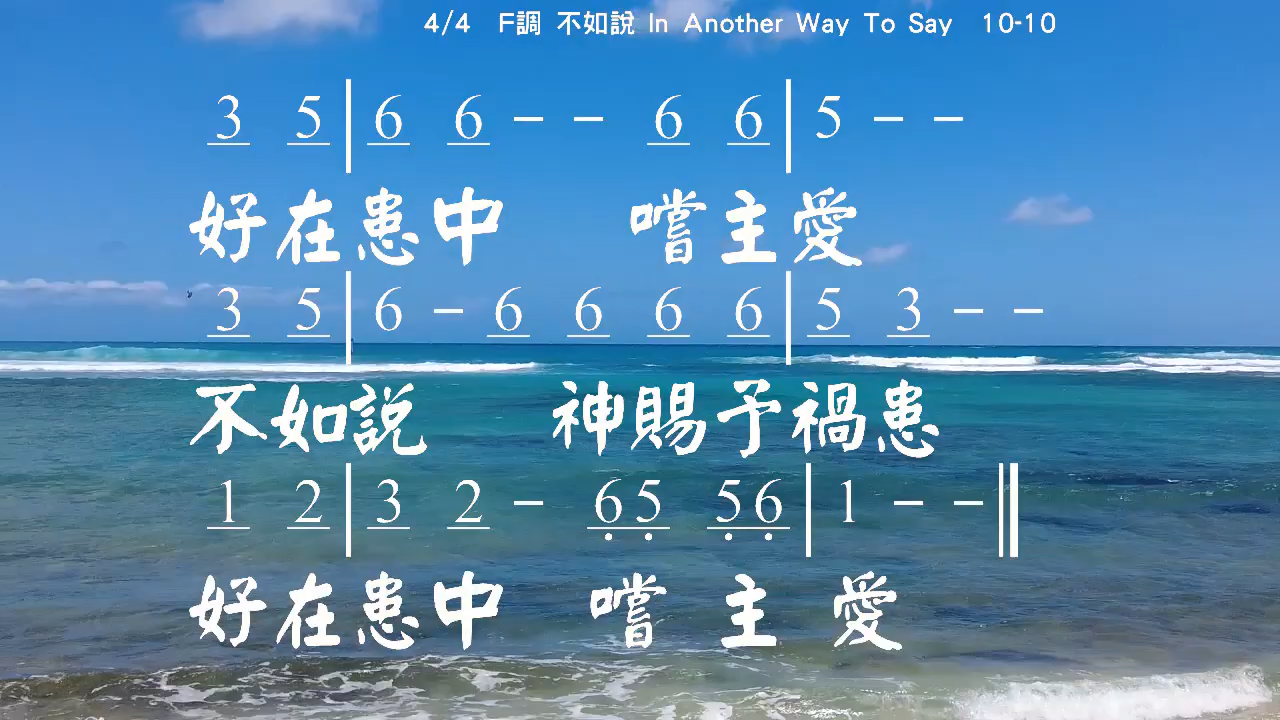 4/4 F調 不如說 In Another Way To Say 10-10
3 5 | 6 6 - - 6 6 | 5 - -
好在患中 嚐主愛
3 5 | 6 - 6 6 6 6 | 5 3 - -
不如說 神賜予禍患
1 2 | 3 2 - 65 56 | 1 - - ||
好在患中 嚐 主 愛